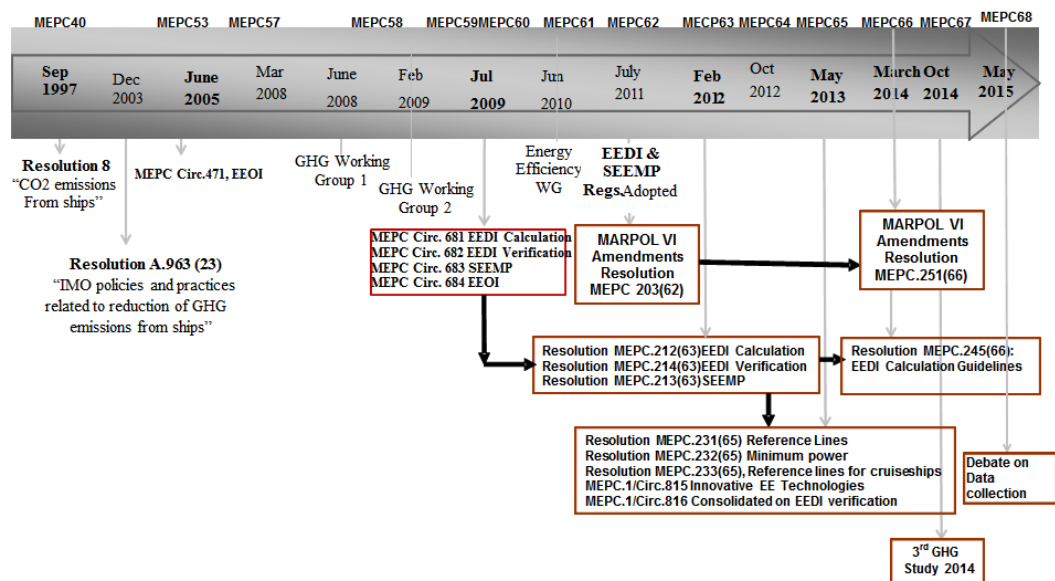 MEPC40 MEPC53 MEPC57 MEPC58 MEPC59 MEPC60 MEPC61 MEPC62 MEPC63 MEPC64 MEPC65 MEPC66 MEPC67 MEPC68
Sep
1997
Dec
2003
June
2005
Mar
2008
June
2008
Feb
2009
Jul
2009
Jun
2010
July
2011
Feb
2012
Oct
2012
May
2013
March
2014
Oct
2014
May
2015
Resolution 8
“CO2 emissions
From ships”
MEPC Circ.471, EEOI
GHG Working
Group 1
GHG Working
Group 2
Energy
Efficiency
WG
EEDI &
SEEMP
Regs.Adopted
Resolution A.963 (23)
“IMO policies and practices
related to reduction of GHG
emissions from ships”
MEPC Circ. 681 EEDI Calculation
MEPC Circ. 682 EEDI Verification
MEPC Circ. 683 SEEMP
MEPC Circ. 684 EEOI
MARPOL VI
Amendments
Resolution
MEPC 203(62)
MARPOL VI
Amendments
Resolution
MEPC.251(66)
Resolution MEPC.212(63)EEDI Calculation
Resolution MEPC.214(63)EEDI Verification
Resolution MEPC.213(63)SEEMP
Resolution MEPC.245(66):
EEDI Calculation Guidelines
Resolution MEPC.231(65) Reference Lines
Resolution MEPC.232(65) Minimum power
Resolution MEPC.233(65), Reference lines for cruiseships
MEPC.1/Circ.815 Innovative EE Technologies
MEPC.1/Circ.816 Consolidated on EEDI verification
Debate on
Data
collection
3rd GHG
Study 2014